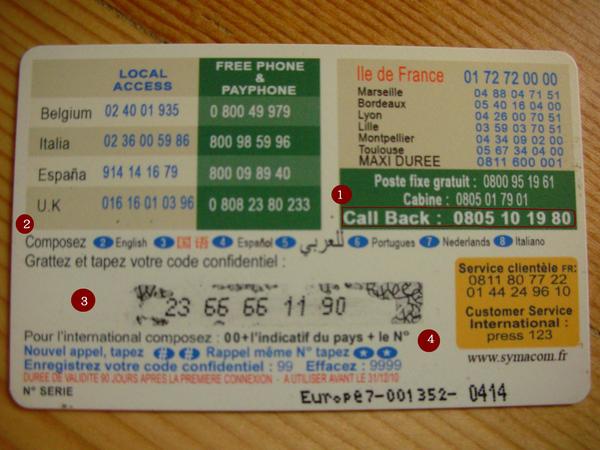 LOCAL ACCESS
FREE PHONE & PAYPHONE
Belgium 02 40 01 935 0 800 49 979
Italia 02 36 00 59 86 800 98 59 96
España 914 14 16 79 800 09 89 40
U.K 016 16 01 03 96 0 808 23 80 233
Ile de France 01 72 72 00 00
Marseille 04 88 04 71 51
Bordeaux 05 40 16 04 00
Lyon 04 26 00 70 51
Lille 03 59 03 70 51
Montpellier 04 34 09 02 00
Toulouse 05 67 34 04 00
MAXI DUREE 0811 600 001
1
Poste fixe gratuit : 0800 95 19 61
Cabine : 0805 01 79 01
Call Back : 0805 10 19 80
2
Composez 2 English 3 国语 4 Español 5 للعربي 6 Portugues 7 Nederlands 8 Italiano
Grattez et tapez votre code confidentiel :
3
23 66 66 11 90
Service clientèle FR:
0811 80 77 22
01 44 24 96 10
Customer Service
International :
press 123
www.symacom.fr
Pour l'international composez : 00+l'indicatif du pays + le N°
4
Nouvel appel, tapez # # Rappel même N° tapez * *
Enregistrez votre code confidentiel : 99 Effacez : 9999
DUREE DE VALIDITE 90 JOURS APRES LA PREMIERE CONNEXION - A UTILISER AVANT LE 31/12/10
N° SERIE
Europe7-001352- 0414